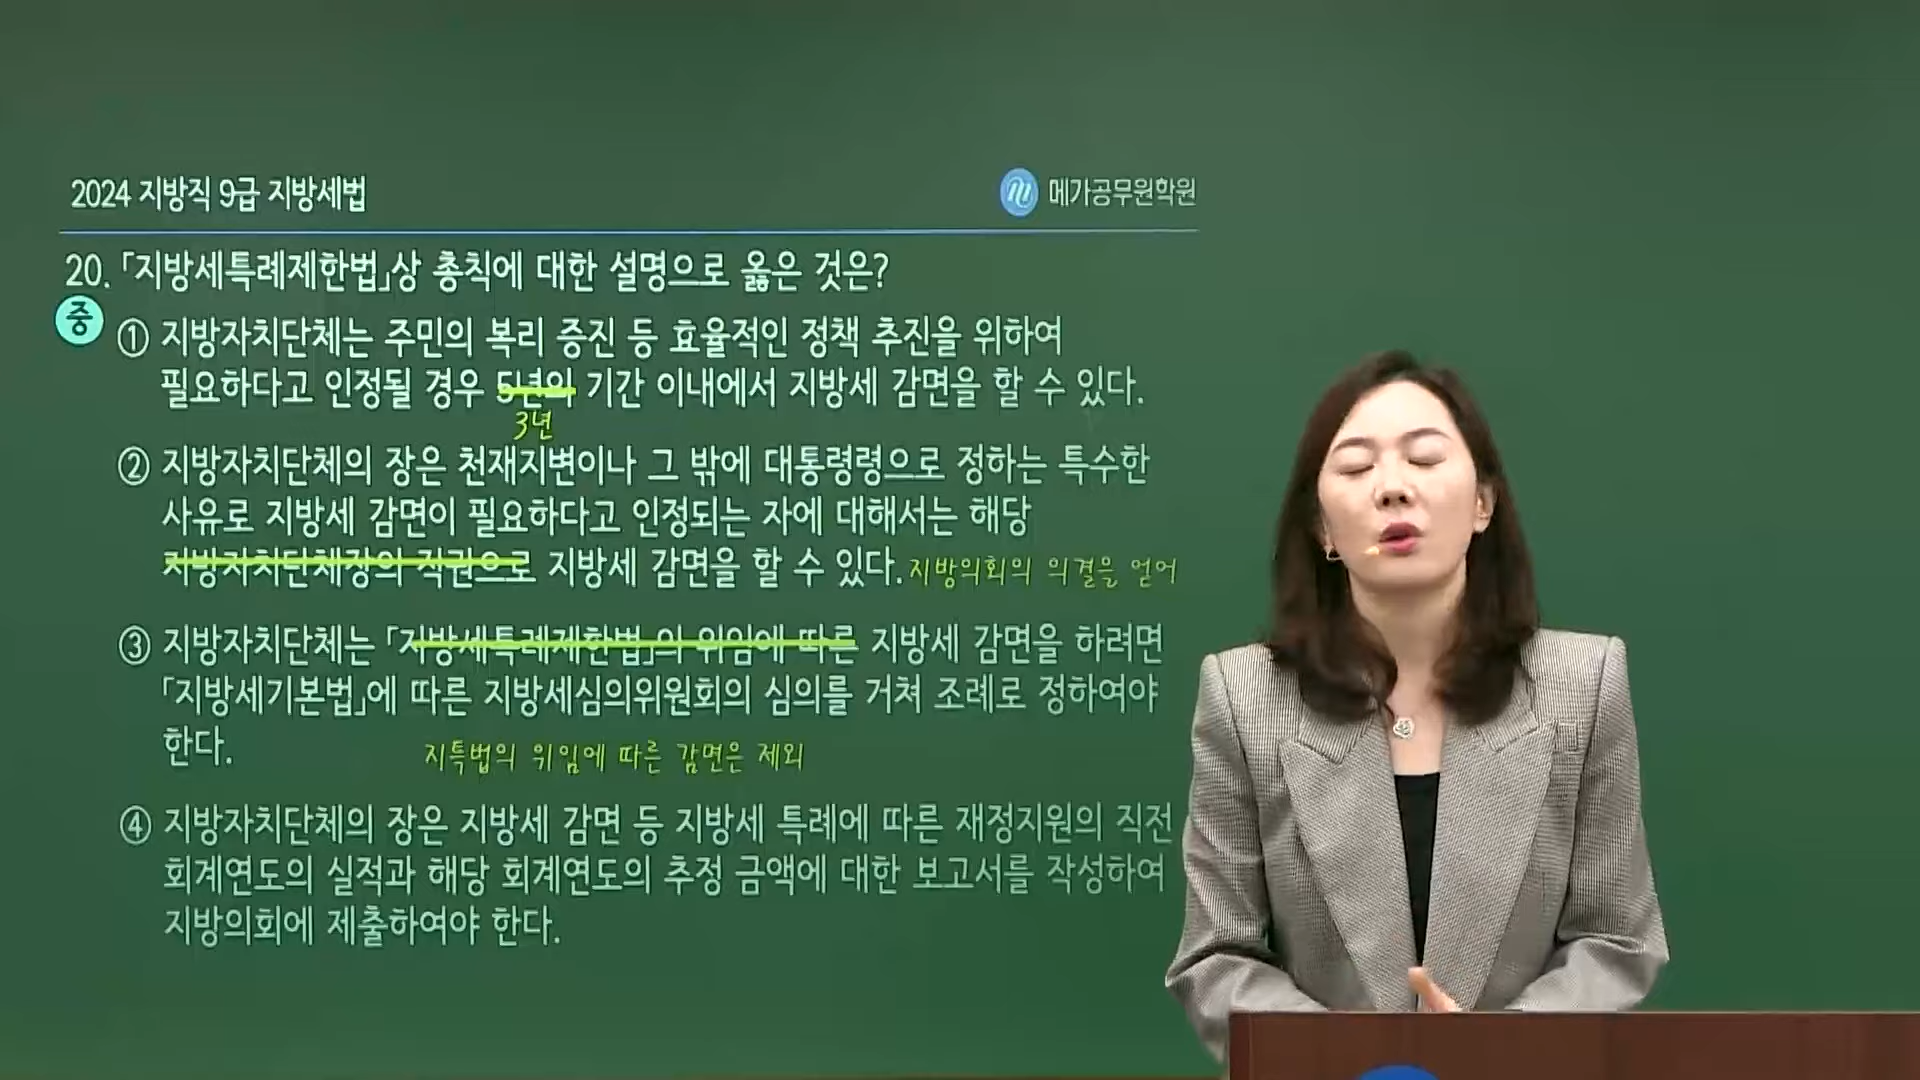 2024 지방직 9급 지방세법
메가공무원학원
20. 「지방세특례제한법」상 총칙에 대한 설명으로 옳은 것은?
중
① 지방자치단체는 주민의 복리 증진 등 효율적인 정책 추진을 위하여
필요하다고 인정될 경우 5년의 기간 이내에서 지방세 감면을 할 수 있다.
3년
② 지방자치단체의 장은 천재지변이나 그 밖에 대통령령으로 정하는 특수한
사유로 지방세 감면이 필요하다고 인정되는 자에 대해서는 해당
지방자치단체장의 직권으로 지방세 감면을 할 수 있다. 지방의회의 의결을 얻어
③ 지방자치단체는 「지방세특례제한법」의 위임에 따른 지방세 감면을 하려면
「지방세기본법」에 따른 지방세심의위원회의 심의를 거쳐 조례로 정하여야
한다.
지특법의 위임에 따른 감면은 제외
④ 지방자치단체의 장은 지방세 감면 등 지방세 특례에 따른 재정지원의 직전
회계연도의 실적과 해당 회계연도의 추정 금액에 대한 보고서를 작성하여
지방의회에 제출하여야 한다.